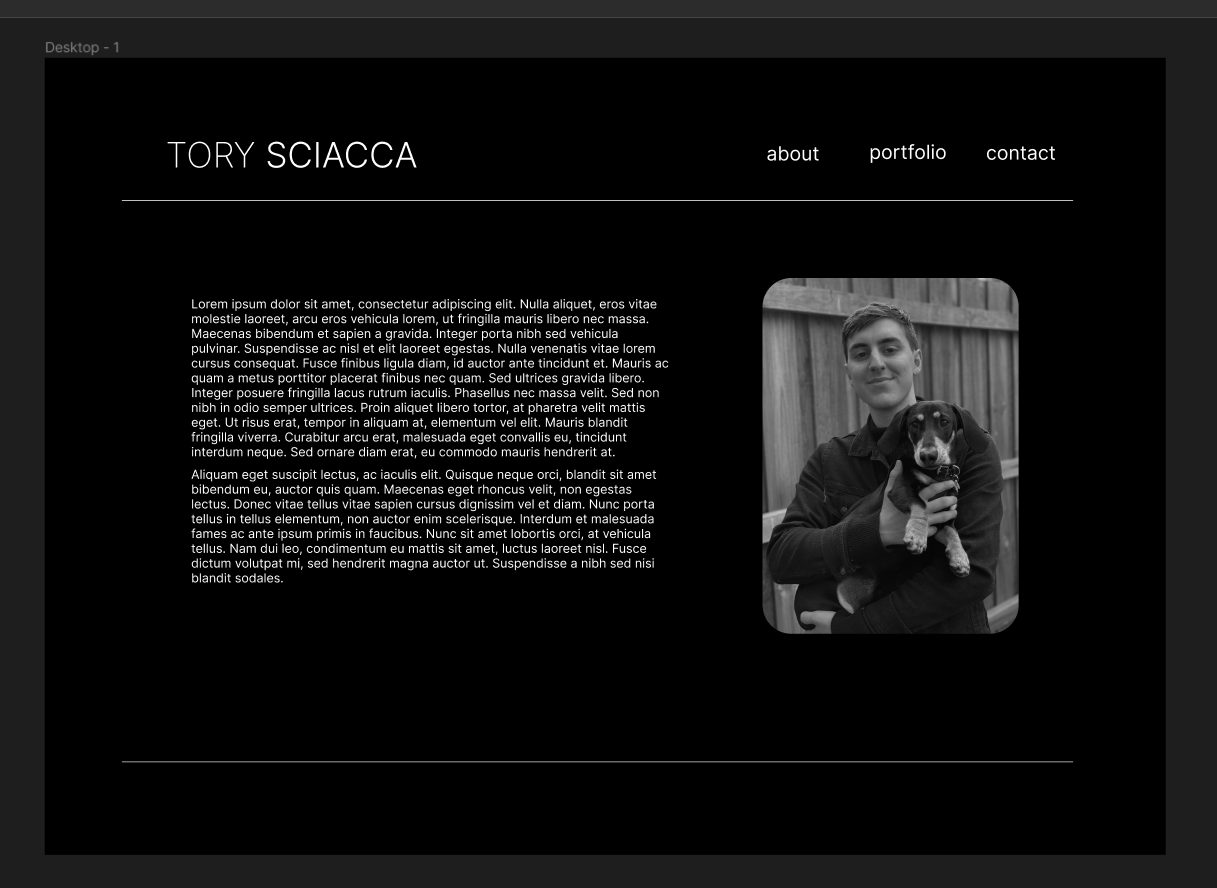 Desktop - 1
TORY SCIACCA
about portfolio contact
Lorem ipsum dolor sit amet, consectetur adipiscing elit. Nulla aliquet, eros vitae
molestie laoreet, arcu eros vehicula lorem, ut fringilla mauris libero nec massa.
Maecenas bibendum et sapien a gravida. Integer porta nibh sed vehicula
pulvinar. Suspendisse ac nisl et elit laoreet egestas. Nulla venenatis vitae lorem
cursus consequat. Fusce finibus ligula diam, id auctor ante tincidunt et. Mauris ac
quam a metus porttitor placerat finibus nec quam. Sed ultrices gravida libero.
Integer posuere fringilla lacus rutrum iaculis. Phasellus nec massa velit. Sed non
nibh in odio semper ultrices. Proin aliquet libero tortor, at pharetra velit mattis
eget. Ut risus erat, tempor in aliquam at, elementum vel elit. Mauris blandit
fringilla viverra. Curabitur arcu erat, malesuada eget convallis eu, tincidunt
interdum neque. Sed ornare diam erat, eu commodo mauris hendrerit at.
Aliquam eget suscipit lectus, ac iaculis elit. Quisque neque orci, blandit sit amet
bibendum eu, auctor quis quam. Maecenas eget rhoncus velit, non egestas
lectus. Donec vitae tellus vitae sapien cursus dignissim vel et diam. Nunc porta
tellus in tellus elementum, non auctor enim scelerisque. Interdum et malesuada
fames ac ante ipsum primis in faucibus. Nunc sit amet lobortis orci, at vehicula
tellus. Nam dui leo, condimentum eu mattis sit amet, luctus laoreet nisl. Fusce
dictum volutpat mi, sed hendrerit magna auctor ut. Suspendisse a nibh sed nisi
blandit sodales.